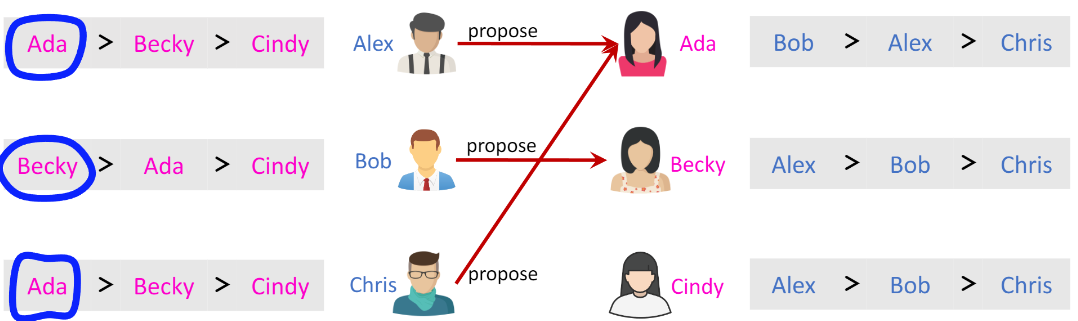 Ada > Becky > Cindy Alex propose Ada Bob > Alex > Chris
Becky > Ada > Cindy Bob propose Becky Alex > Bob > Chris
Ada > Becky > Cindy Chris propose Cindy Alex > Bob > Chris